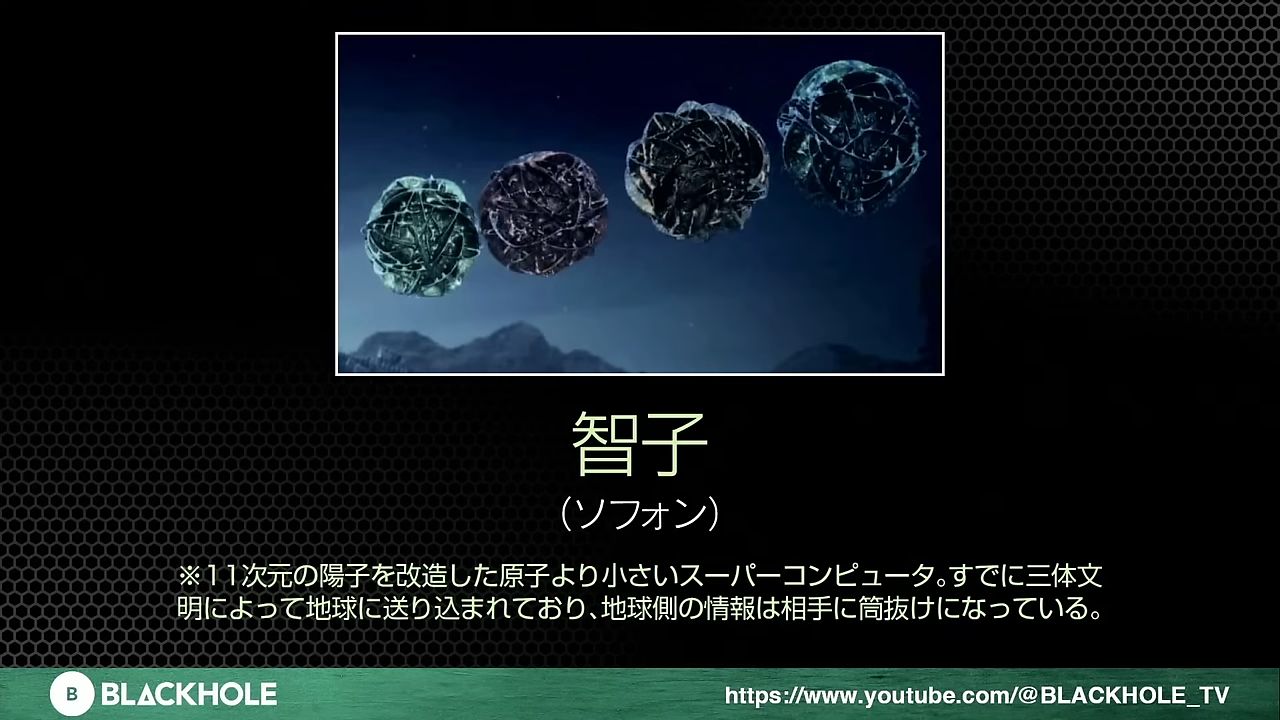 智子
（ソフォン）
※11次元の陽子を改造した原子より小さいスーパーコンピュータ。すでに三体文
明によって地球に送り込まれており、地球側の情報は相手に筒抜けになっている。
B BLACKHOLE
https://www.youtube.com/@BLACKHOLE_TV